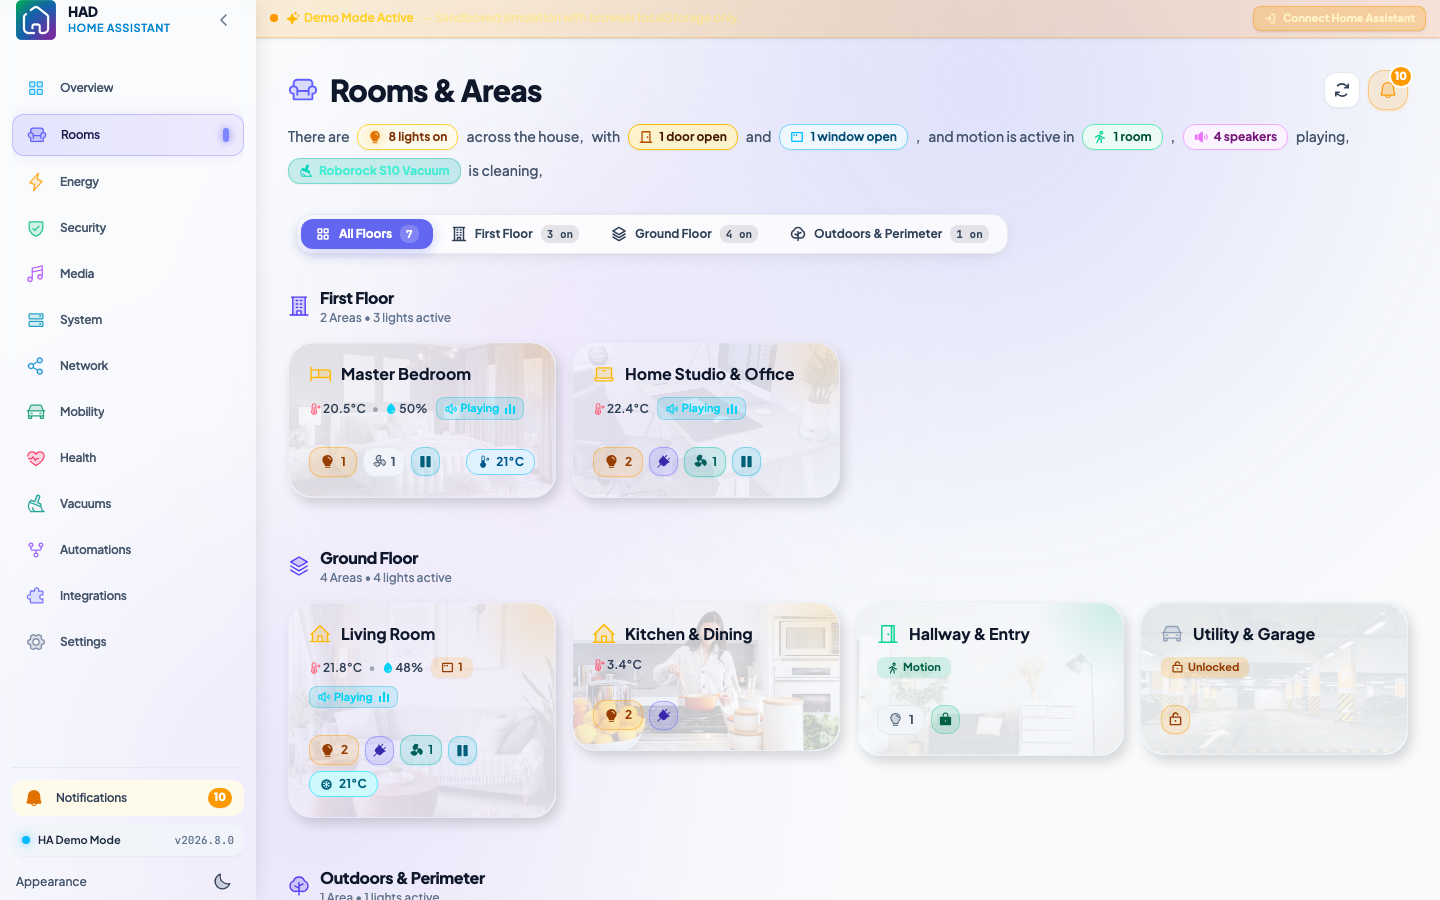 HAD
HOME ASSISTANT
Overview
Rooms
Energy
Security
Media
System
Network
Mobility
Health
Vacuums
Automations
Integrations
Settings
Notifications 10
HA Demo Mode v2026.8.0
Appearance
Demo Mode Active
Connect Home Assistant
Rooms & Areas
10
There are 8 lights on across the house, with 1 door open and 1 window open , and motion is active in 1 room , 4 speakers playing,
Roborock S10 Vacuum is cleaning,
All Floors 7 First Floor 3 on Ground Floor 4 on Outdoors & Perimeter 1 on
First Floor
2 Areas • 3 lights active
Master Bedroom
20.5°C • 50% Playing
1 1 21°C
Home Studio & Office
22.4°C Playing
2 1
Ground Floor
4 Areas • 4 lights active
Living Room
21.8°C • 48% 1
Playing
2 1
21°C
Kitchen & Dining
3.4°C
2
Hallway & Entry
Motion
1
Utility & Garage
Unlocked
Outdoors & Perimeter
1 Area • 1 lights active